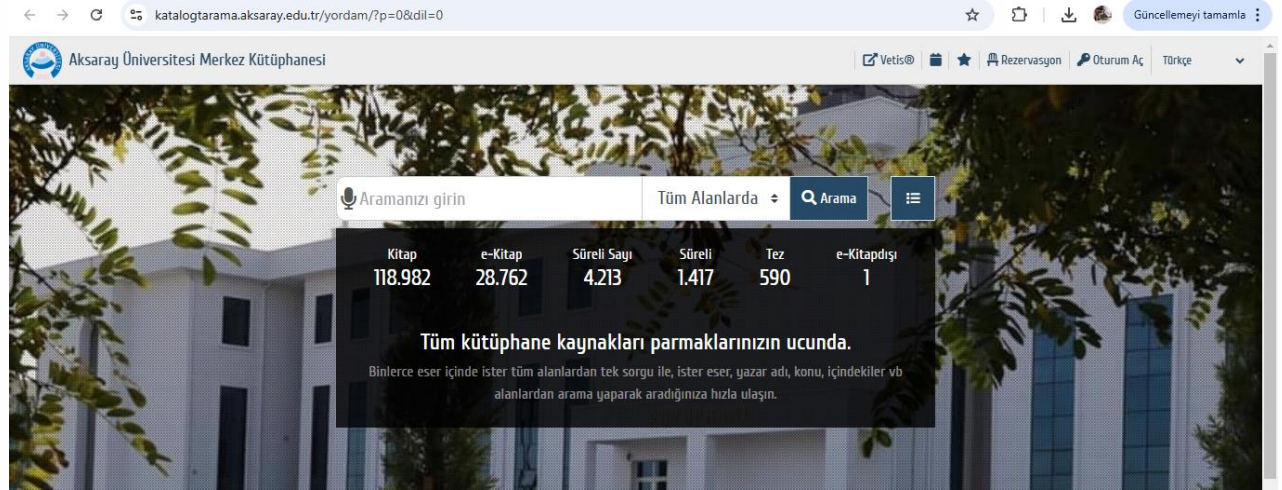 katalogtarama.aksaray.edu.tr/yordam/?p=0&dil=0
Güncellemeyi tamamla
Aksaray Üniversitesi Merkez Kütüphanesi
Vetis®
Rezervasyon
Oturum Aç
Türkçe
Aramanızı girin
Tüm Alanlarda
Arama
Kitap e-Kitap Süreli Sayı Süreli Tez e-Kitapdışı
118.982 28.762 4.213 1.417 590 1
Tüm kütüphane kaynakları parmaklarınızın ucunda.
Binlerce eser içinde ister tüm alanlardan tek sorgu ile, ister eser, yazar adı, konu, içindekiler vb
alanlardan arama yaparak aradığınıza hızla ulaşın.